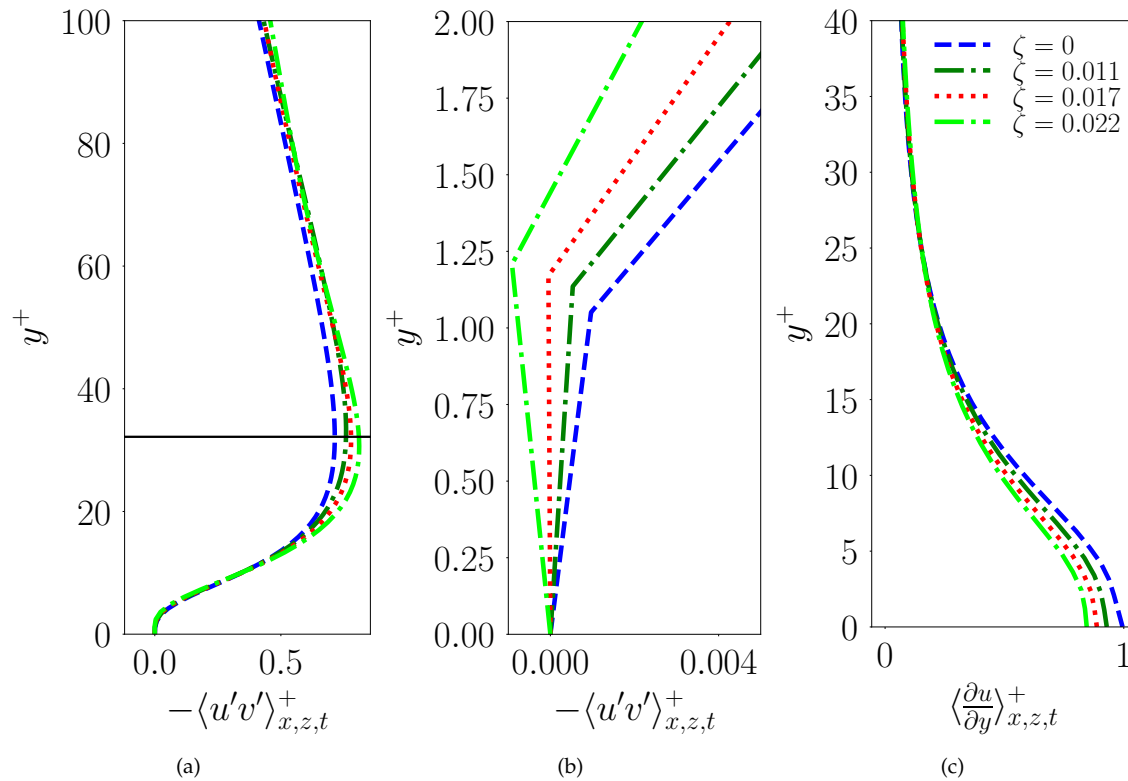 100
80
60
40
20
0
y⁺
0.0
0.5
−⟨u′v′⟩⁺x,z,t
(a)
2.00
1.75
1.50
1.25
1.00
0.75
0.50
0.25
0.00
y⁺
0.000
0.004
−⟨u′v′⟩⁺x,z,t
(b)
40
35
30
25
20
15
10
5
0
y⁺
0
1
⟨∂u/∂y⟩⁺x,z,t
(c)
ζ = 0
ζ = 0.011
ζ = 0.017
ζ = 0.022